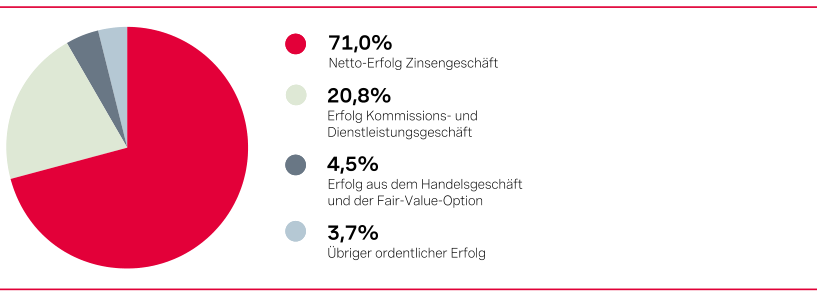 71,0%
Netto-Erfolg Zinsengeschäft
20,8%
Erfolg Kommissions- und
Dienstleistungsgeschäft
4,5%
Erfolg aus dem Handelsgeschäft
und der Fair-Value-Option
3,7%
Übriger ordentlicher Erfolg